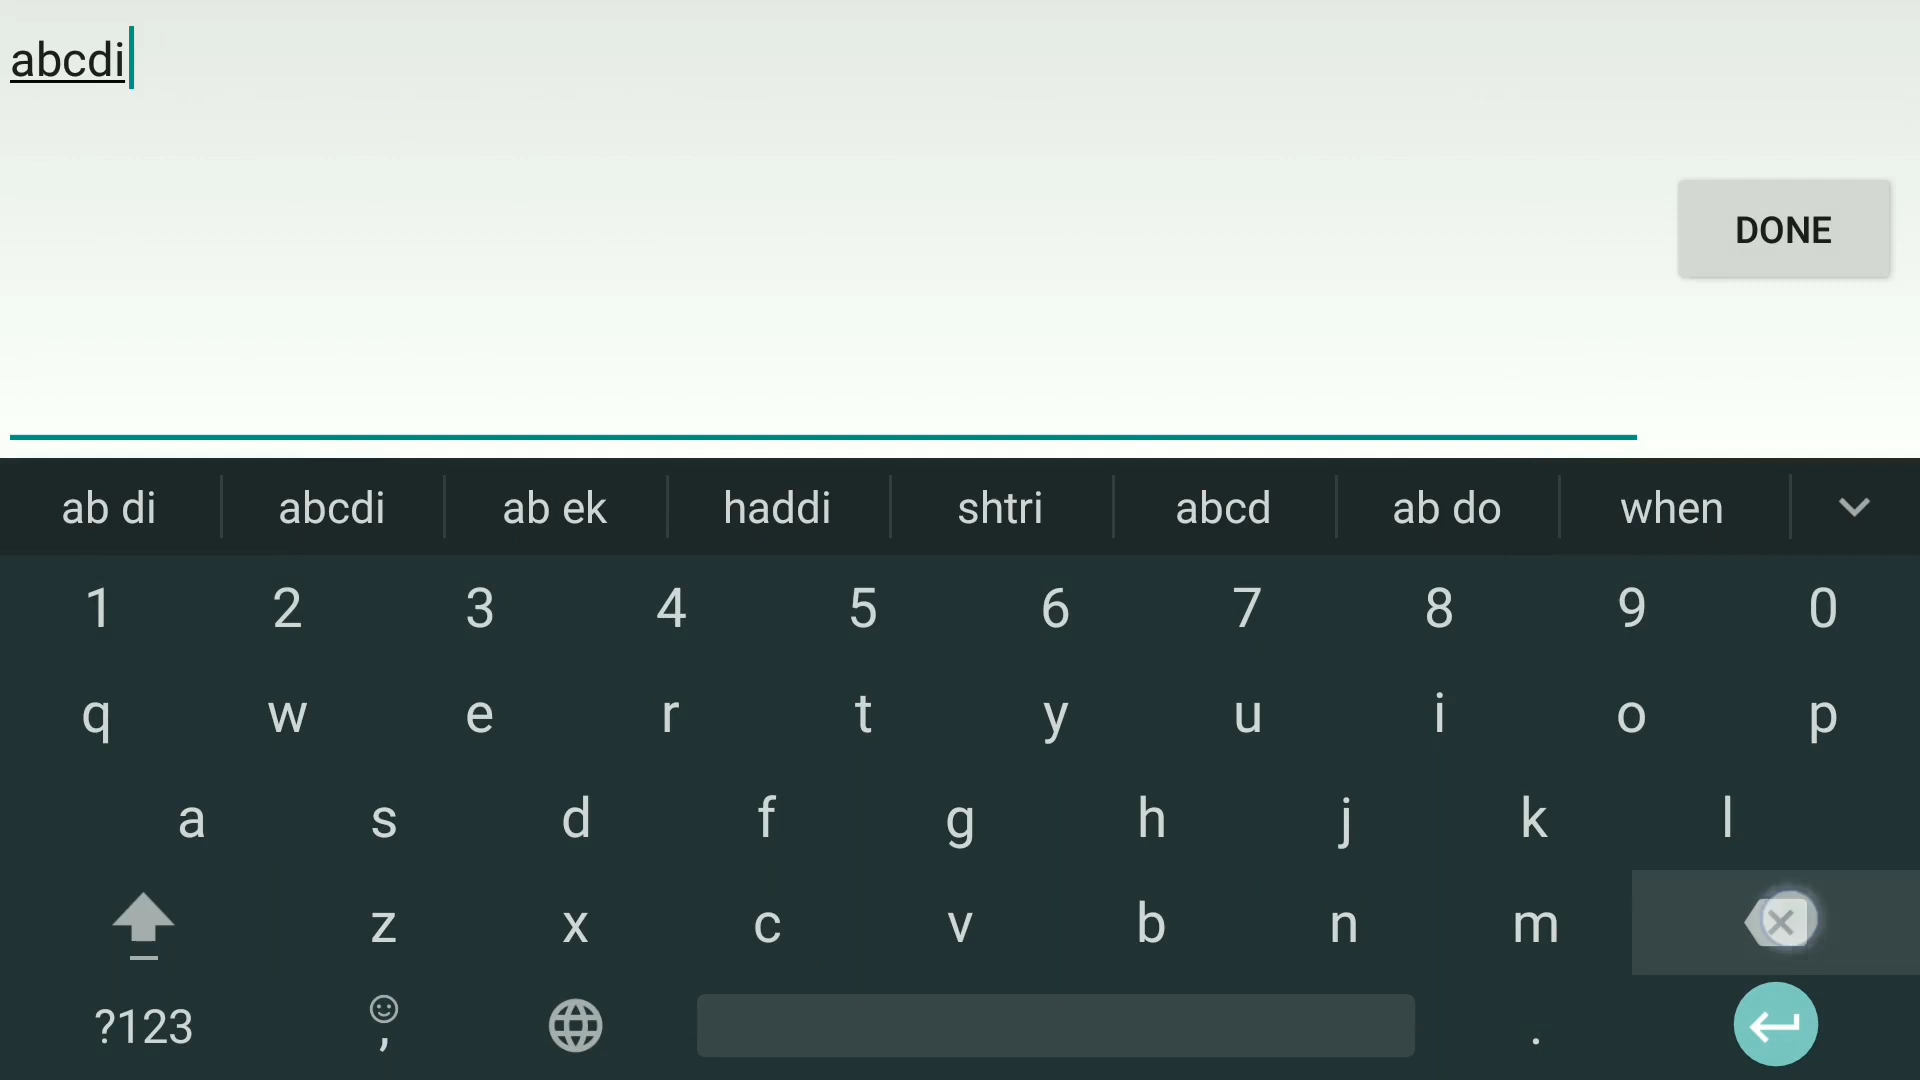 abcdi
DONE
ab di abcdi ab ek haddi shtri abcd ab do when
1 2 3 4 5 6 7 8 9 0
q w e r t y u i o p
a s d f g h j k l
z x c v b n m
?123 , .